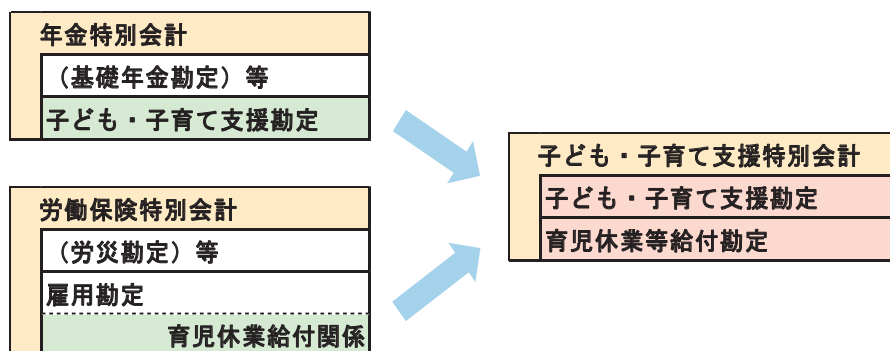 年金特別会計
（基礎年金勘定）等
子ども・子育て支援勘定
労働保険特別会計
（労災勘定）等
雇用勘定
育児休業給付関係
子ども・子育て支援特別会計
子ども・子育て支援勘定
育児休業等給付勘定